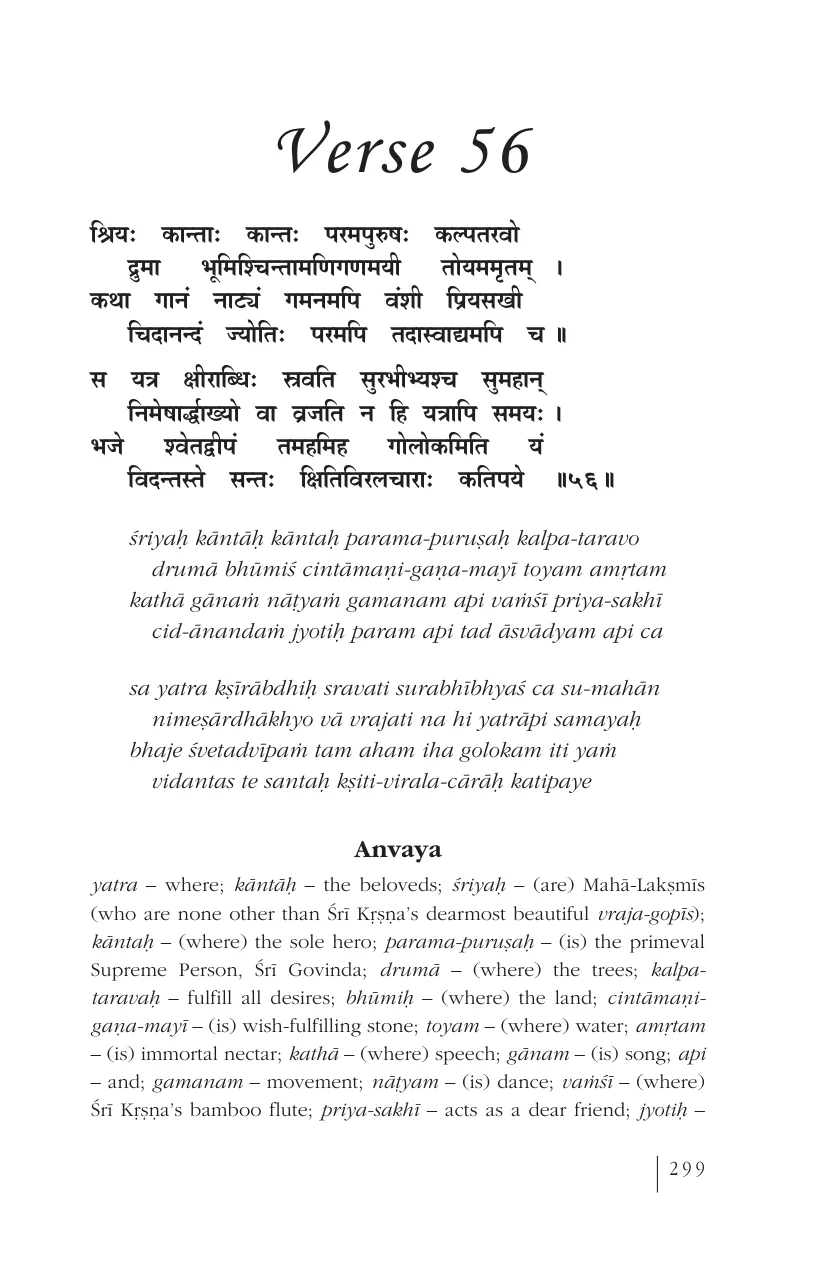 Verse 56
श्रियः कान्ताः कान्तः परमपुरुषः कल्पतरवो
द्रुमा भूमिश्चिन्तामणिगणमयी तोयममृतम् ।
कथा गानं नाट्यं गमनमपि वंशी प्रियसखी
चिदानन्दं ज्योतिः परमपि तदास्वाद्यमपि च ॥
स यत्र क्षीराब्धिः स्रवति सुरभीभ्यश्च सुमहान्
निमेषार्द्धाख्यो वा व्रजति न हि यत्रापि समयः ।
भजे श्वेतद्वीपं तमहमिह गोलोकमिति यं
विदन्तस्ते सन्तः क्षितिविरलचाराः कतिपये ॥५६॥
śriyaḥ kāntāḥ kāntaḥ parama-puruṣaḥ kalpa-taravo
drumā bhūmiś cintāmaṇi-gaṇa-mayī toyam amṛtam
kathā gānaṁ nāṭyaṁ gamanam api vaṁśī priya-sakhī
cid-ānandaṁ jyotiḥ param api tad āsvādyam api ca
sa yatra kṣīrābdhiḥ sravati surabhībhyaś ca su-mahān
nimeṣārdhākhyo vā vrajati na hi yatrāpi samayaḥ
bhaje śvetadvīpaṁ tam aham iha golokam iti yaṁ
vidantas te santaḥ kṣiti-virala-cārāḥ katipaye
Anvaya
yatra – where; kāntāḥ – the beloveds; śriyaḥ – (are) Mahā-Lakṣmīs
(who are none other than Śrī Kṛṣṇa's dearmost beautiful vraja-gopīs);
kāntaḥ – (where) the sole hero; parama-puruṣaḥ – (is) the primeval
Supreme Person, Śrī Govinda; drumā – (where) the trees; kalpa-
taravaḥ – fulfill all desires; bhūmiḥ – (where) the land; cintāmaṇi-
gaṇa-mayī – (is) wish-fulfilling stone; toyam – (where) water; amṛtam
– (is) immortal nectar; kathā – (where) speech; gānam – (is) song; api
– and; gamanam – movement; nāṭyam – (is) dance; vaṁśī – (where)
Śrī Kṛṣṇa's bamboo flute; priya-sakhī – acts as a dear friend; jyotiḥ –
299